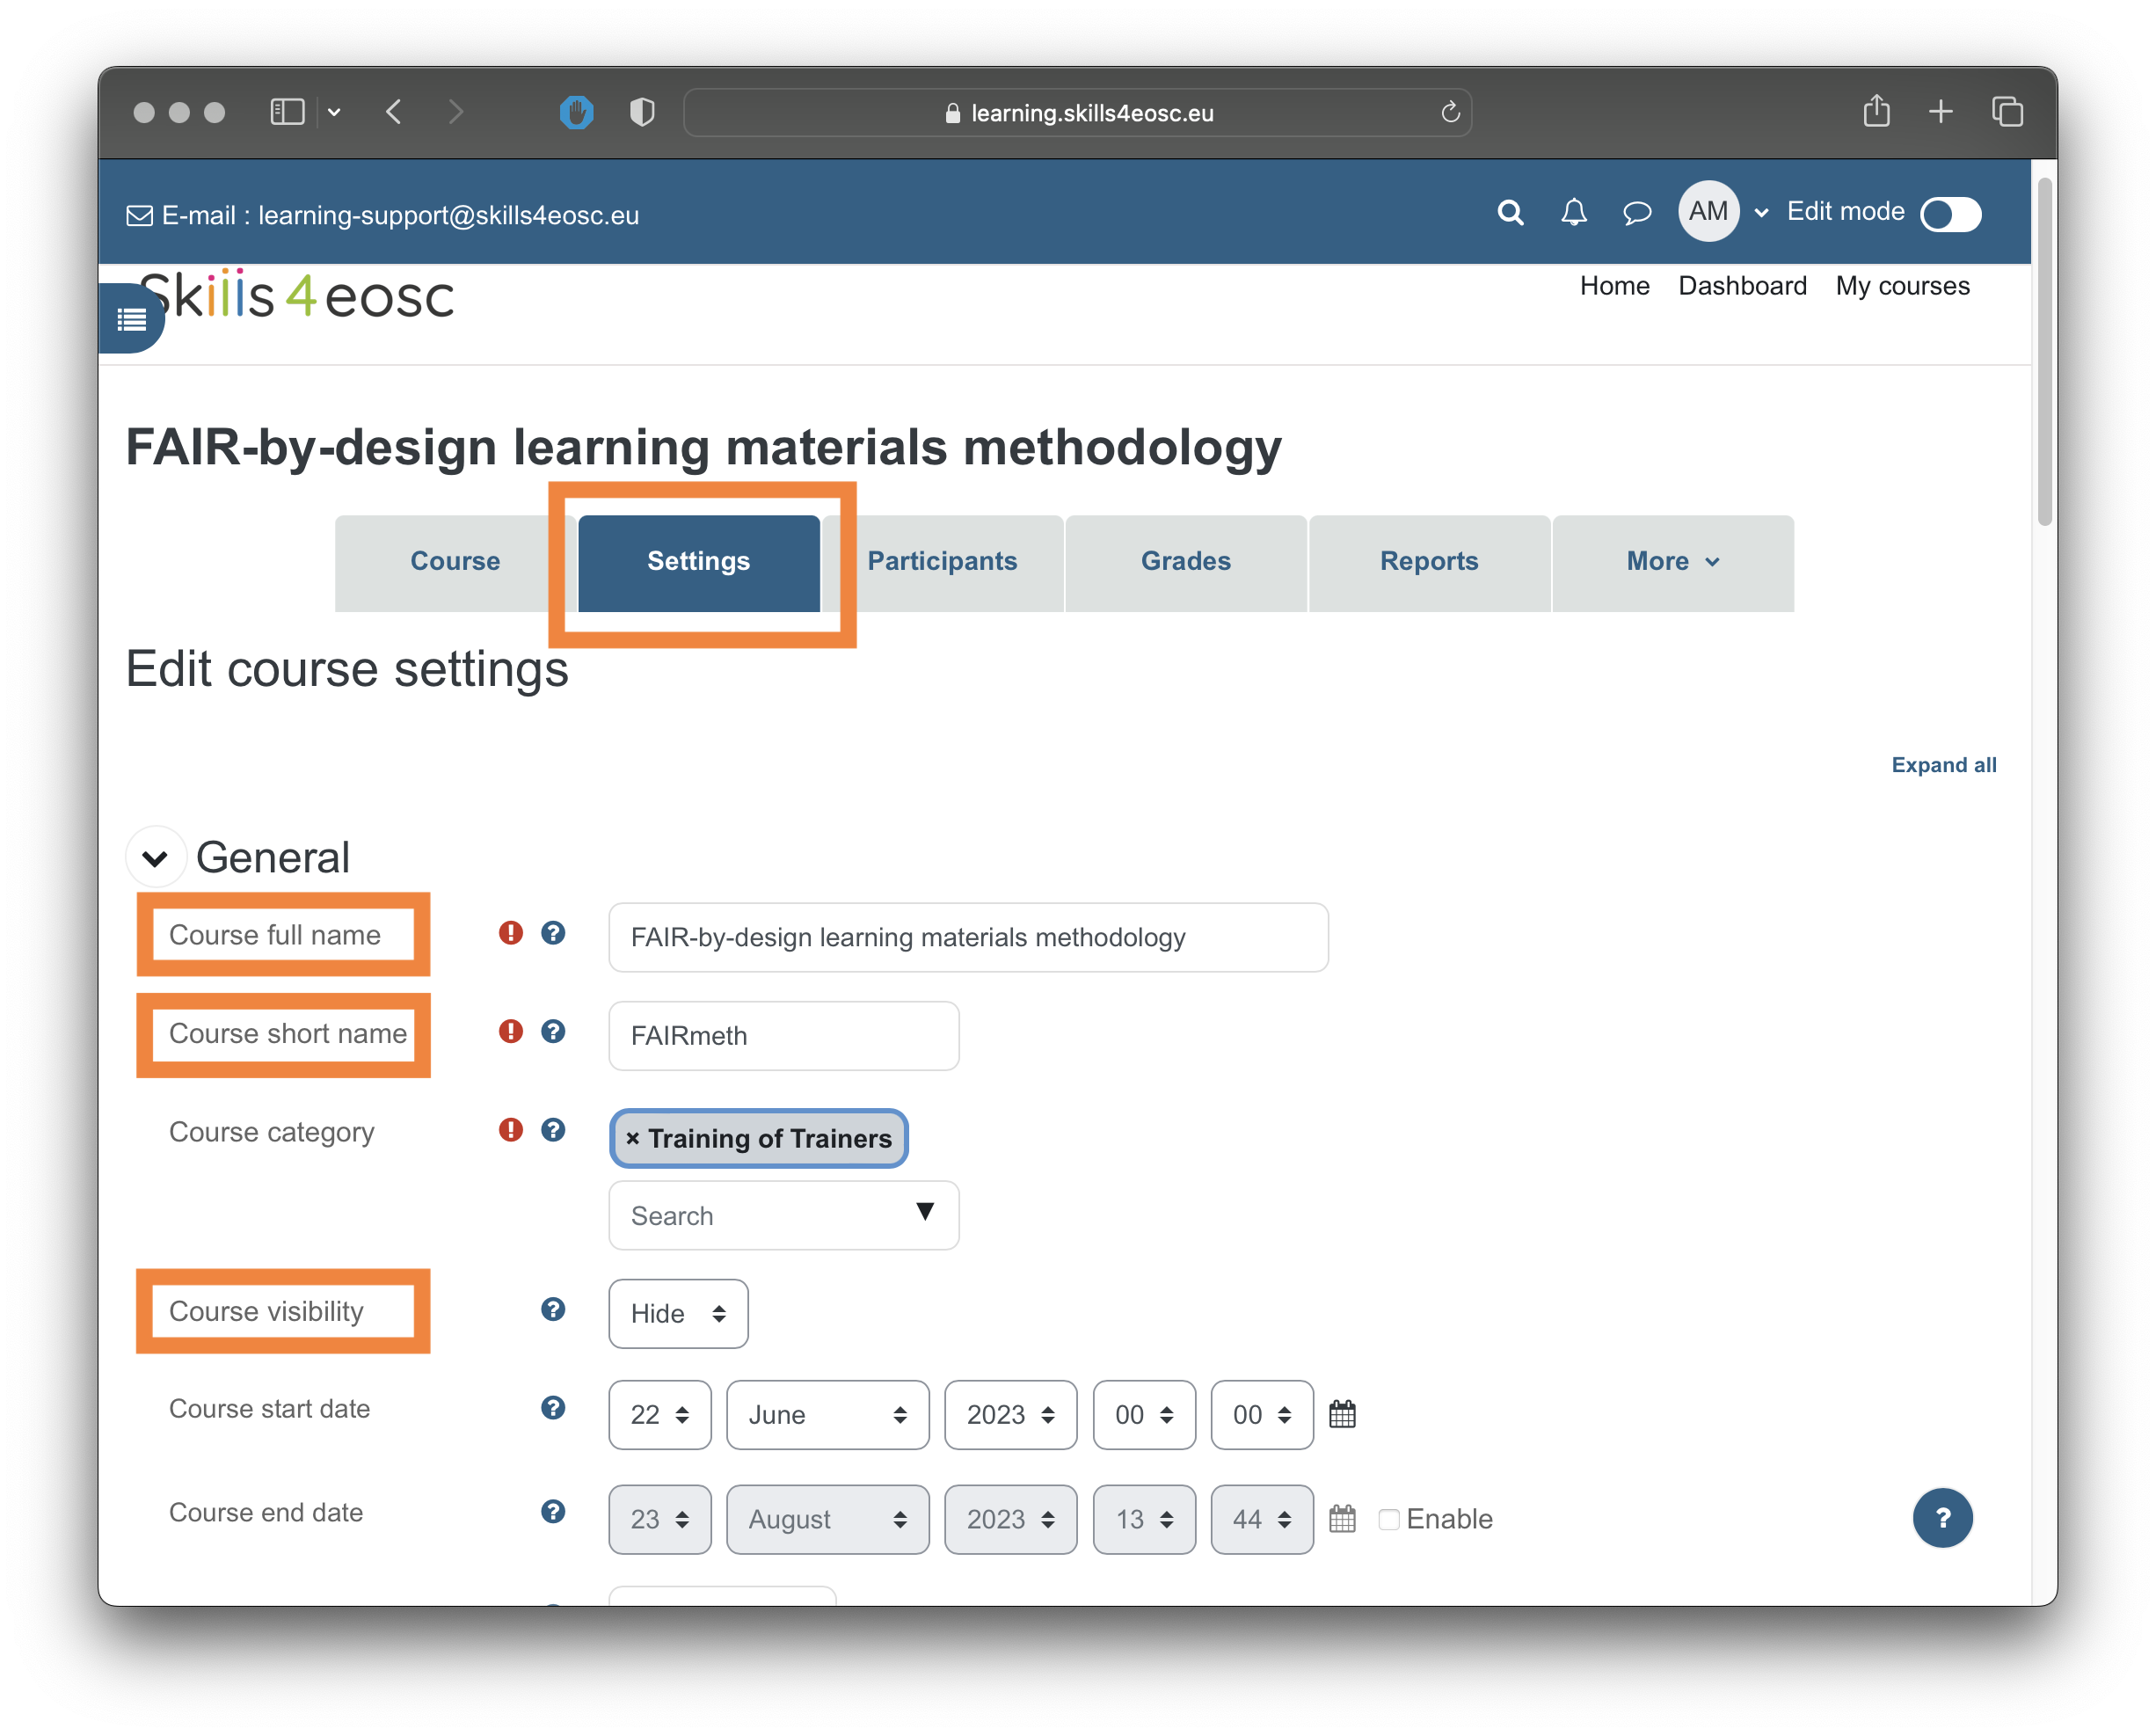 learning.skills4eosc.eu
E-mail : learning-support@skills4eosc.eu
AM
Edit mode
Skills4eosc
Home Dashboard My courses
FAIR-by-design learning materials methodology
Course Settings Participants Grades Reports More
Edit course settings
Expand all
General
Course full name ! ? FAIR-by-design learning materials methodology
Course short name ! ? FAIRmeth
Course category ! ? × Training of Trainers
Search ▼
Course visibility ? Hide
Course start date ? 22 June 2023 00 00
Course end date ? 23 August 2023 13 44 Enable
?